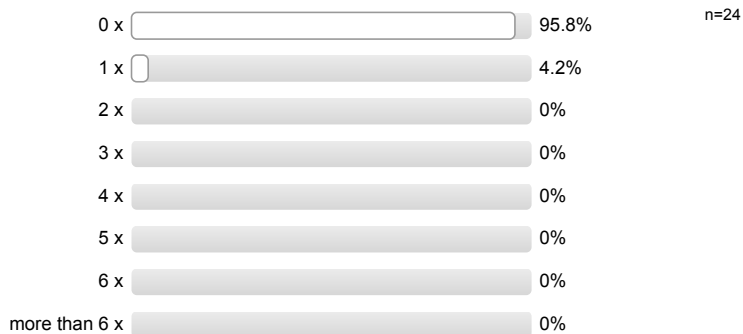 n=24
0 x 95.8%
1 x 4.2%
2 x 0%
3 x 0%
4 x 0%
5 x 0%
6 x 0%
more than 6 x 0%